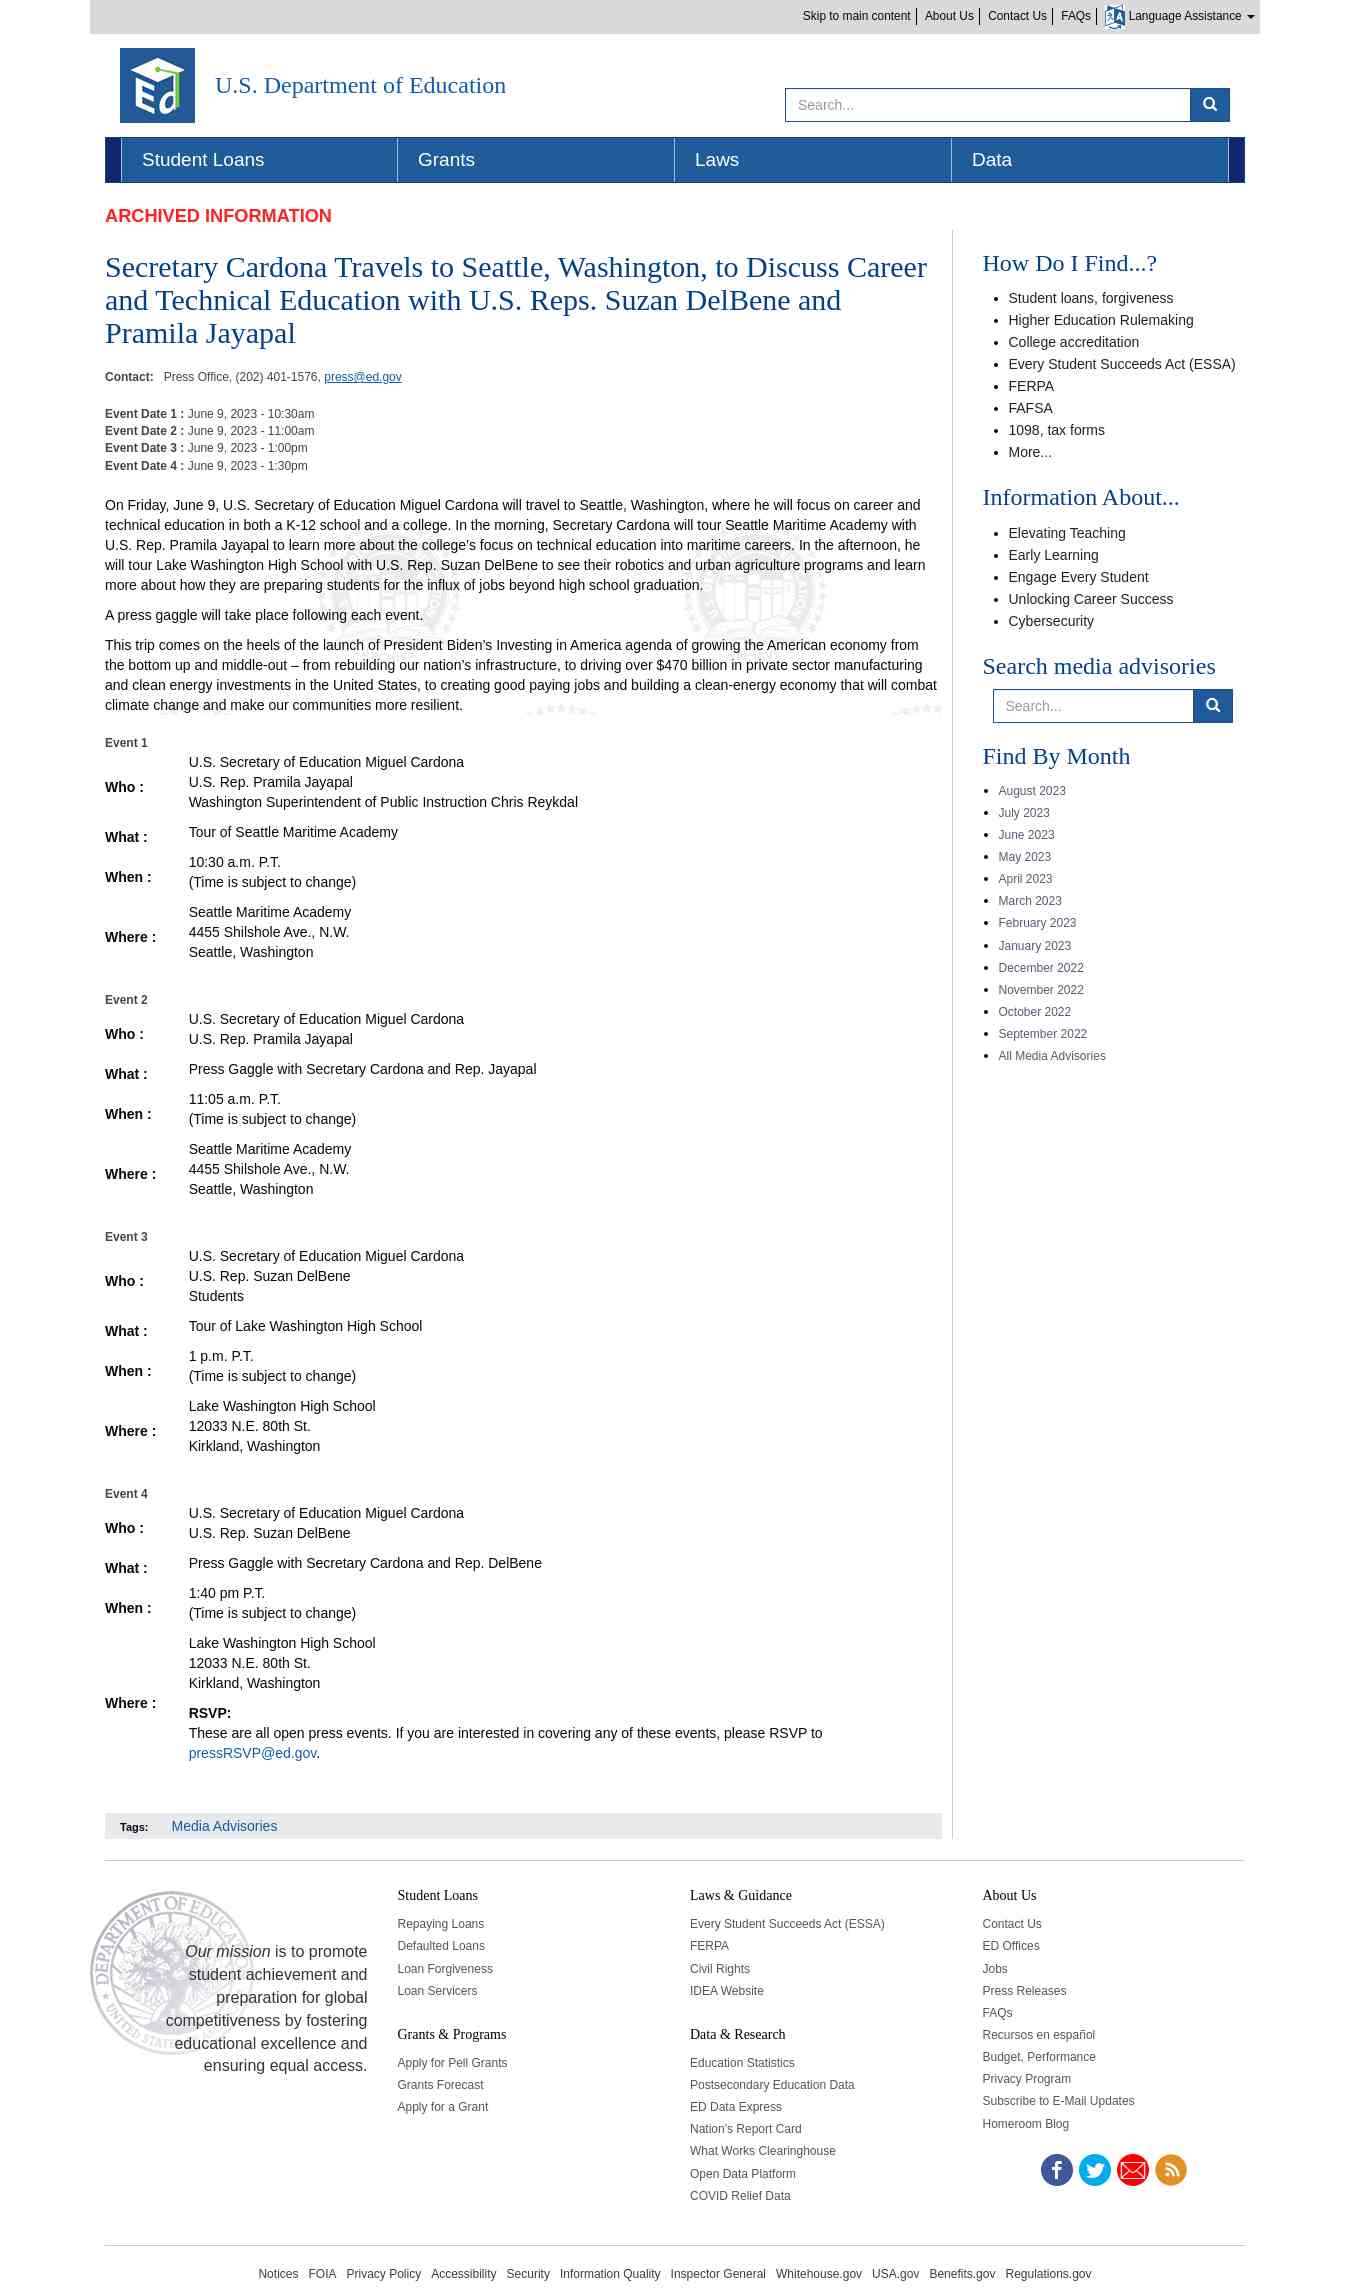 Skip to main content | About Us | Contact Us | FAQs | Language Assistance
U.S. Department of Education
Search...
Student Loans
Grants
Laws
Data
ARCHIVED INFORMATION
Secretary Cardona Travels to Seattle, Washington, to Discuss Career
and Technical Education with U.S. Reps. Suzan DelBene and
Pramila Jayapal
Contact: Press Office, (202) 401-1576, press@ed.gov
Event Date 1 : June 9, 2023 - 10:30am
Event Date 2 : June 9, 2023 - 11:00am
Event Date 3 : June 9, 2023 - 1:00pm
Event Date 4 : June 9, 2023 - 1:30pm
On Friday, June 9, U.S. Secretary of Education Miguel Cardona will travel to Seattle, Washington, where he will focus on career and
technical education in both a K-12 school and a college. In the morning, Secretary Cardona will tour Seattle Maritime Academy with
U.S. Rep. Pramila Jayapal to learn more about the college's focus on technical education into maritime careers. In the afternoon, he
will tour Lake Washington High School with U.S. Rep. Suzan DelBene to see their robotics and urban agriculture programs and learn
more about how they are preparing students for the influx of jobs beyond high school graduation.
A press gaggle will take place following each event.
This trip comes on the heels of the launch of President Biden's Investing in America agenda of growing the American economy from
the bottom up and middle-out – from rebuilding our nation's infrastructure, to driving over $470 billion in private sector manufacturing
and clean energy investments in the United States, to creating good paying jobs and building a clean-energy economy that will combat
climate change and make our communities more resilient.
Event 1
Who :
U.S. Secretary of Education Miguel Cardona
U.S. Rep. Pramila Jayapal
Washington Superintendent of Public Instruction Chris Reykdal
What :
Tour of Seattle Maritime Academy
When :
10:30 a.m. P.T.
(Time is subject to change)
Where :
Seattle Maritime Academy
4455 Shilshole Ave., N.W.
Seattle, Washington
Event 2
Who :
U.S. Secretary of Education Miguel Cardona
U.S. Rep. Pramila Jayapal
What :
Press Gaggle with Secretary Cardona and Rep. Jayapal
When :
11:05 a.m. P.T.
(Time is subject to change)
Where :
Seattle Maritime Academy
4455 Shilshole Ave., N.W.
Seattle, Washington
Event 3
Who :
U.S. Secretary of Education Miguel Cardona
U.S. Rep. Suzan DelBene
Students
What :
Tour of Lake Washington High School
When :
1 p.m. P.T.
(Time is subject to change)
Where :
Lake Washington High School
12033 N.E. 80th St.
Kirkland, Washington
Event 4
Who :
U.S. Secretary of Education Miguel Cardona
U.S. Rep. Suzan DelBene
What :
Press Gaggle with Secretary Cardona and Rep. DelBene
When :
1:40 pm P.T.
(Time is subject to change)
Where :
Lake Washington High School
12033 N.E. 80th St.
Kirkland, Washington
RSVP:
These are all open press events. If you are interested in covering any of these events, please RSVP to
pressRSVP@ed.gov.
Tags: Media Advisories
How Do I Find...?
Student loans, forgiveness
Higher Education Rulemaking
College accreditation
Every Student Succeeds Act (ESSA)
FERPA
FAFSA
1098, tax forms
More...
Information About...
Elevating Teaching
Early Learning
Engage Every Student
Unlocking Career Success
Cybersecurity
Search media advisories
Search...
Find By Month
August 2023
July 2023
June 2023
May 2023
April 2023
March 2023
February 2023
January 2023
December 2022
November 2022
October 2022
September 2022
All Media Advisories
DEPARTMENT OF EDUCATION
UNITED STATES
Our mission is to promote
student achievement and
preparation for global
competitiveness by fostering
educational excellence and
ensuring equal access.
Student Loans
Repaying Loans
Defaulted Loans
Loan Forgiveness
Loan Servicers
Grants & Programs
Apply for Pell Grants
Grants Forecast
Apply for a Grant
Laws & Guidance
Every Student Succeeds Act (ESSA)
FERPA
Civil Rights
IDEA Website
Data & Research
Education Statistics
Postsecondary Education Data
ED Data Express
Nation's Report Card
What Works Clearinghouse
Open Data Platform
COVID Relief Data
About Us
Contact Us
ED Offices
Jobs
Press Releases
FAQs
Recursos en español
Budget, Performance
Privacy Program
Subscribe to E-Mail Updates
Homeroom Blog
Notices FOIA Privacy Policy Accessibility Security Information Quality Inspector General Whitehouse.gov USA.gov Benefits.gov Regulations.gov